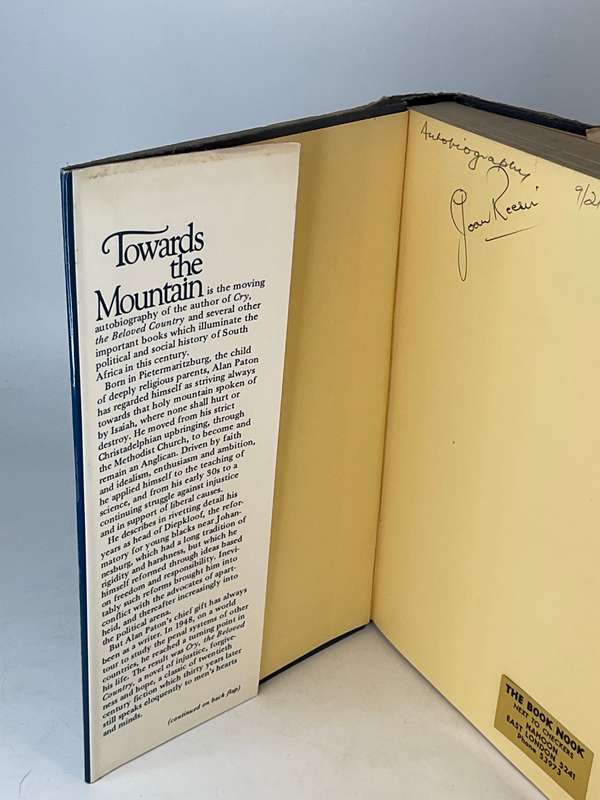 Towards
the
Mountain is the moving
autobiography of the author of Cry,
the Beloved Country and several other
important books which illuminate the
political and social history of South
Africa in this century.
Born in Pietermaritzburg, the child
of deeply religious parents, Alan Paton
has regarded himself as striving always
towards that holy mountain spoken of
by Isaiah, where none shall hurt or
destroy. He moved from his strict
Christadelphian upbringing, through
the Methodist Church, to become and
remain an Anglican. Driven by faith
and idealism, enthusiasm and ambition,
he applied himself to the teaching of
science, and from his early 30s to a
continuing struggle against injustice
and in support of liberal causes.
He describes in rivetting detail his
years as head of Diepkloof, the refor-
matory for young blacks near Johan-
nesburg, which had a long tradition of
rigidity and harshness, but which he
himself reformed through ideas based
on freedom and responsibility. Inevi-
tably such reforms brought him into
conflict with the advocates of apart-
heid, and thereafter increasingly into
the political arena.
But Alan Paton's chief gift has always
been as a writer. In 1948, on a world
tour to study the penal systems of other
countries, he reached a turning point in
his life. The result was Cry, the Beloved
Country, a novel of injustice, forgive-
ness and hope, a classic of twentieth
century fiction which thirty years later
still speaks eloquently to men's hearts
and minds.
(continued on back flap)
Autobiography
9/2
Joan
THE BOOK NOOK
NEXT TO CHECKERS
NAHOON
EAST LONDON 5241
Phone 53973